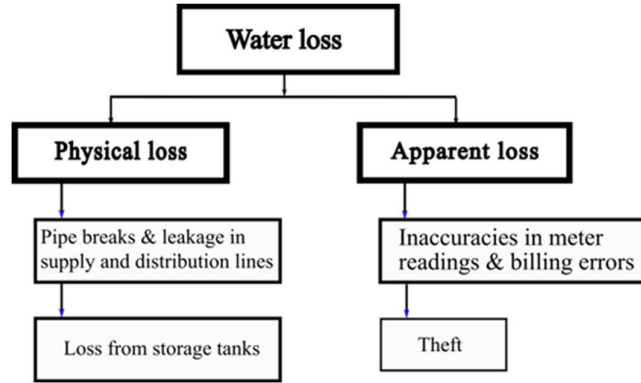 Water loss
Physical loss
Apparent loss
Pipe breaks & leakage in
supply and distribution lines
Inaccuracies in meter
readings & billing errors
Loss from storage tanks
Theft